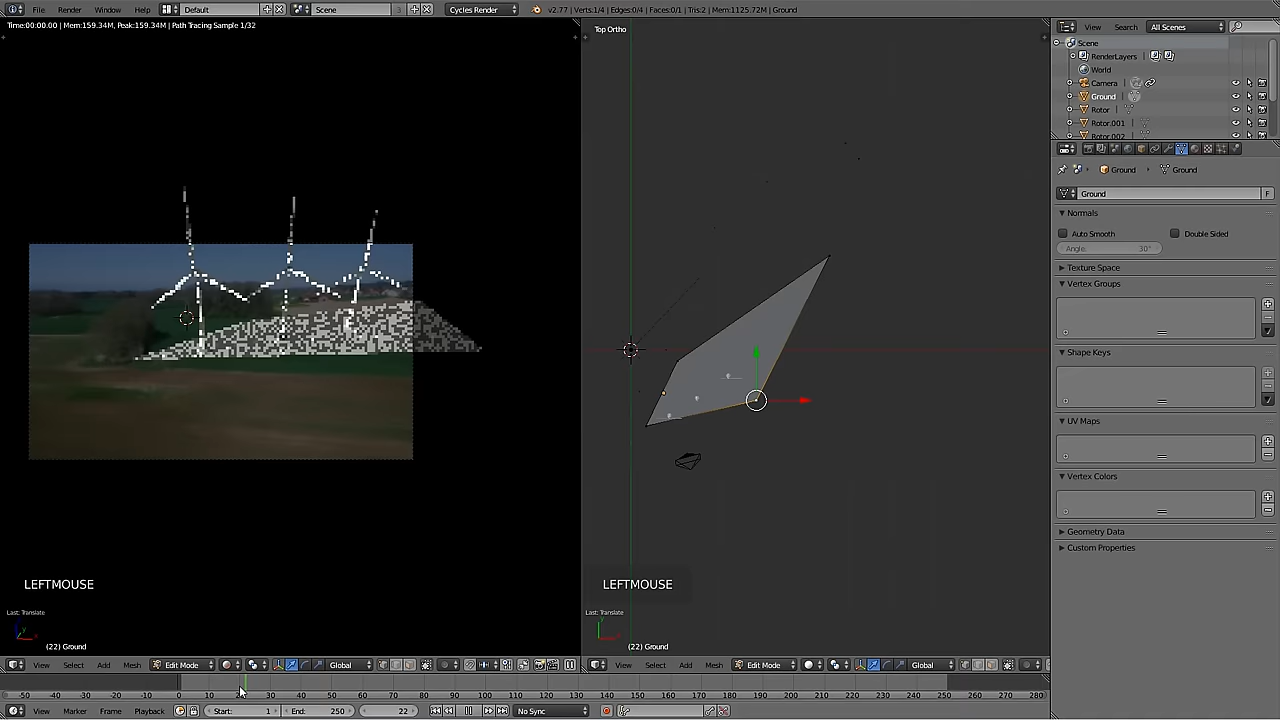 File Render Window Help Default Scene 3 Cycles Render v2.77 | Verts:1/4 | Edges:0/4 | Faces:0/1 | Tris:2 | Mem:1125.72M | Ground
Time:00:00.00 | Mem:159.34M, Peak:159.34M | Path Tracing Sample 1/32
Top Ortho
View Search All Scenes
Scene
RenderLayers
World
Camera
Ground
Rotor
Rotor.001
Rotor.002
Ground Ground
Ground F
Normals
Auto Smooth Double Sided
Angle: 30°
Texture Space
Vertex Groups
Shape Keys
UV Maps
Vertex Colors
Geometry Data
Custom Properties
LEFTMOUSE LEFTMOUSE
Last: Translate Last: Translate
(22) Ground (22) Ground
View Select Add Mesh Edit Mode Global View Select Add Mesh Edit Mode Global
-50 -40 -30 -20 -10 0 10 20 30 40 50 60 70 80 90 100 110 120 130 140 150 160 170 180 190 200 210 220 230 240 250 260 270 280
View Marker Frame Playback Start: 1 End: 250 22 No Sync